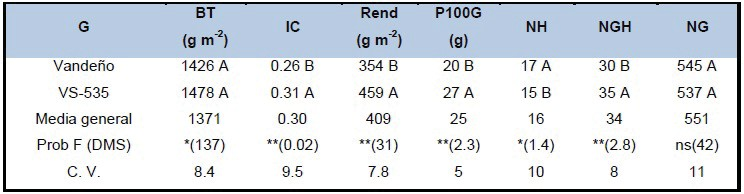 G BT (g m-2) IC Rend (g m-2) P100G (g) NH NGH NG
Vandeño 1426 A 0.26 B 354 B 20 B 17 A 30 B 545 A
VS-535 1478 A 0.31 A 459 A 27 A 15 B 35 A 537 A
Media general 1371 0.30 409 25 16 34 551
Prob F (DMS) *(137) **(0.02) **(31) **(2.3) *(1.4) **(2.8) ns(42)
C. V. 8.4 9.5 7.8 5 10 8 11